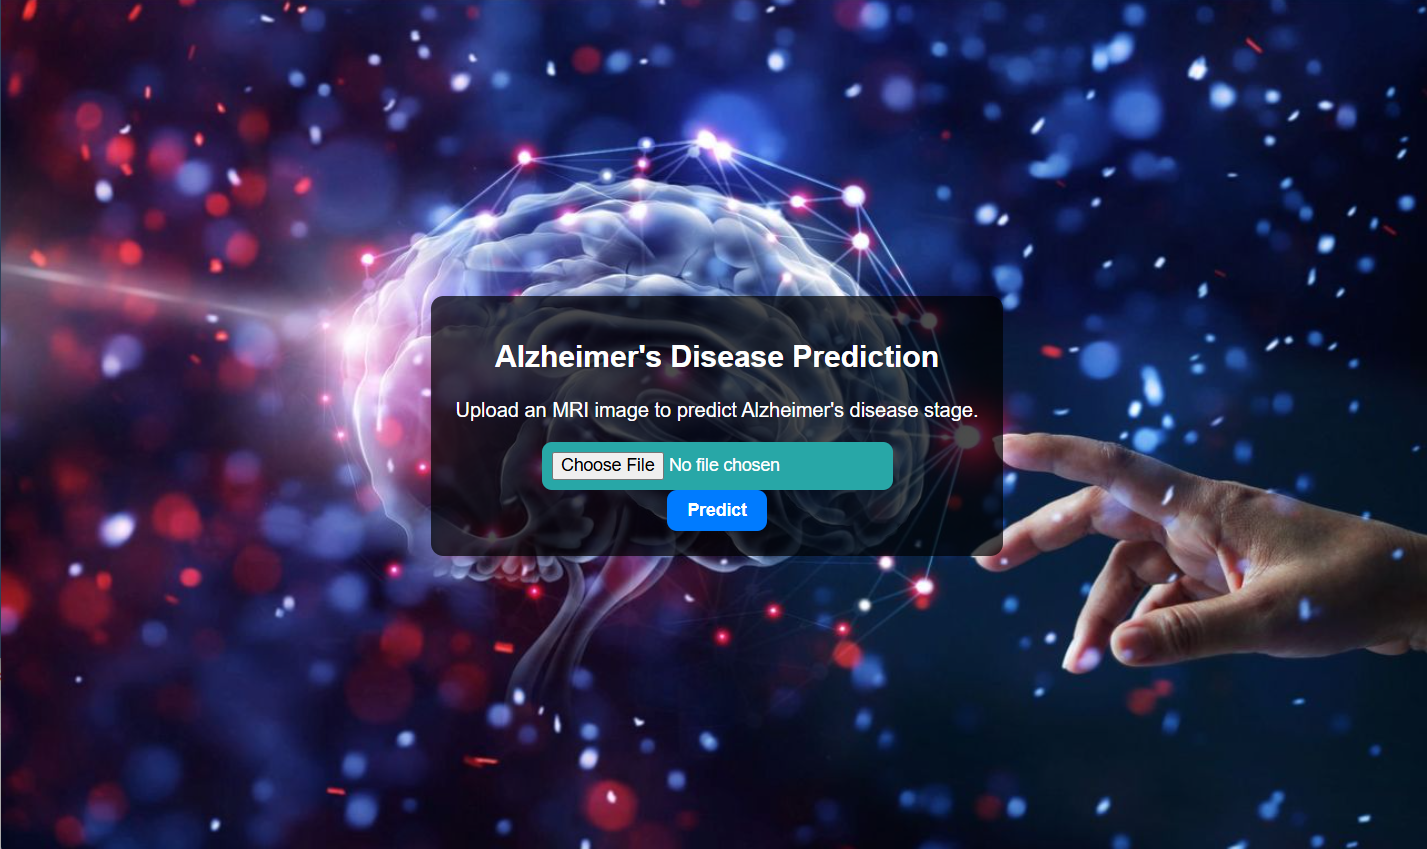 Alzheimer's Disease Prediction
Upload an MRI image to predict Alzheimer's disease stage.
Choose File No file chosen
Predict